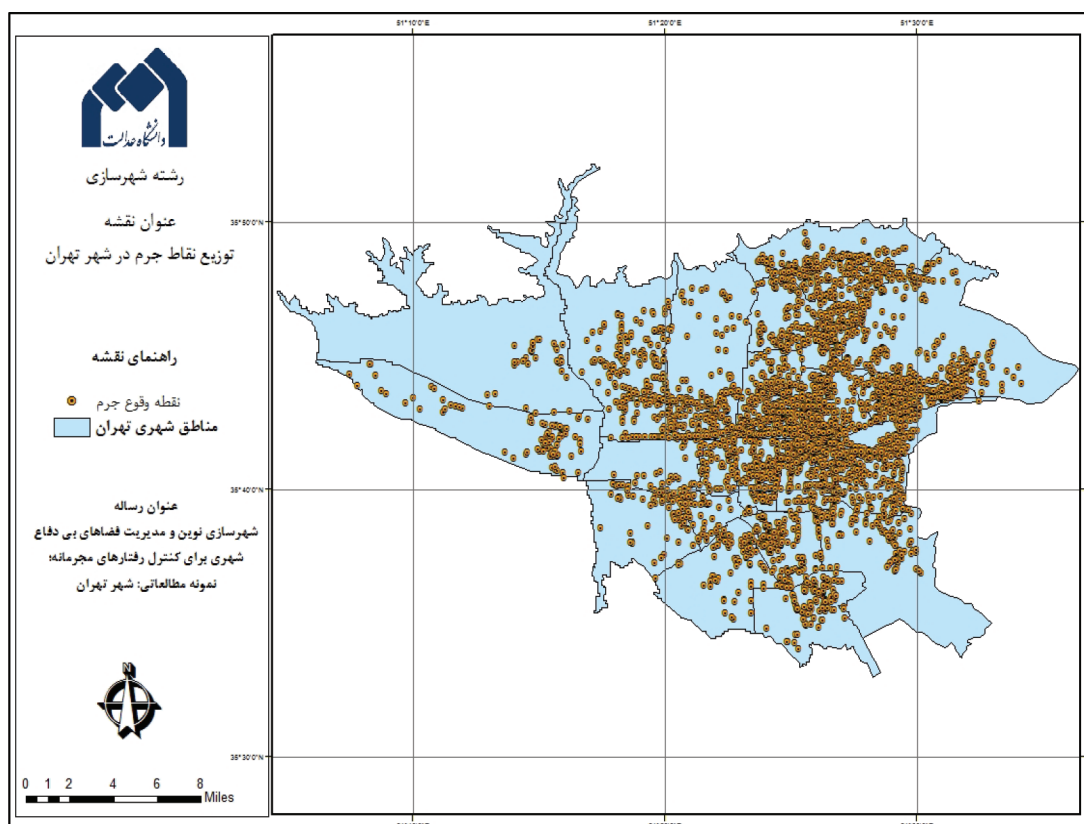 51°10'0"E
51°20'0"E
51°30'0"E
دانشگاه عدالت
رشته شهرسازی
عنوان نقشه
توزیع نقاط جرم در شهر تهران
راهنمای نقشه
نقطه وقوع جرم
مناطق شهری تهران
عنوان رساله
شهرسازی نوین و مدیریت فضاهای بی دفاع
شهری برای کنترل رفتارهای مجرمانه؛
نمونه مطالعاتی: شهر تهران
N
0 1 2 4 6 8
Miles
35°50'0"N
35°40'0"N
35°30'0"N